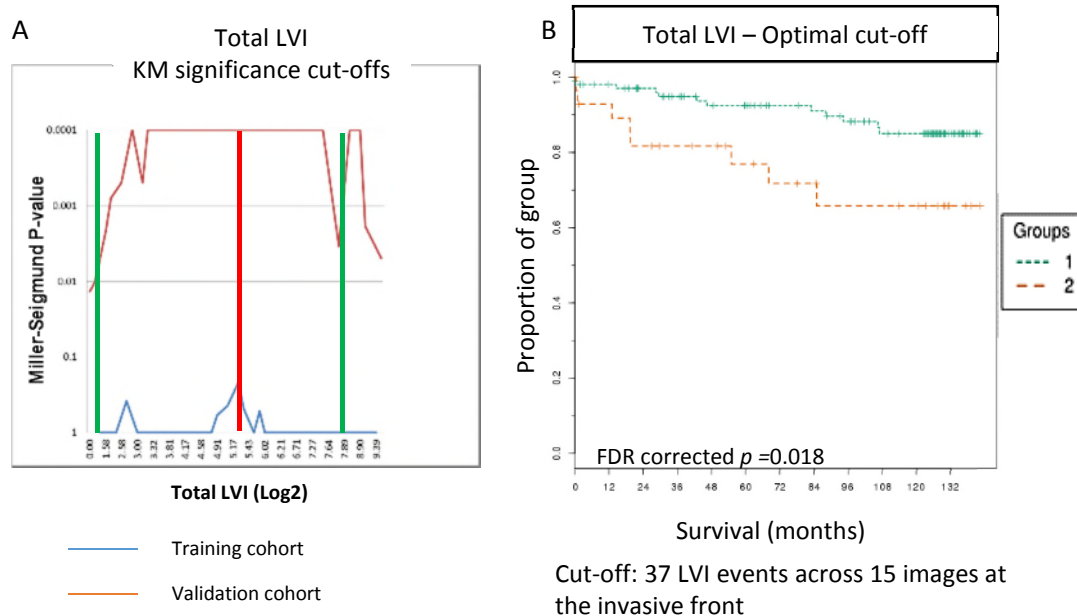 A
Total LVI
KM significance cut-offs
Miller-Seigmund P-value
0.0001
0.001
0.01
0.1
1
0.00 1.58 2.58 3.00 3.32 3.81 4.17 4.58 4.91 5.17 5.43 6.02 6.21 6.71 7.27 7.64 7.89 8.90 9.39
Total LVI (Log2)
Training cohort
Validation cohort
B
Total LVI – Optimal cut-off
Proportion of group
1.0
0.8
0.6
0.4
0.2
0.0
FDR corrected p =0.018
0 12 24 36 48 60 72 84 96 108 120 132
Survival (months)
Groups
1
2
Cut-off: 37 LVI events across 15 images at
the invasive front